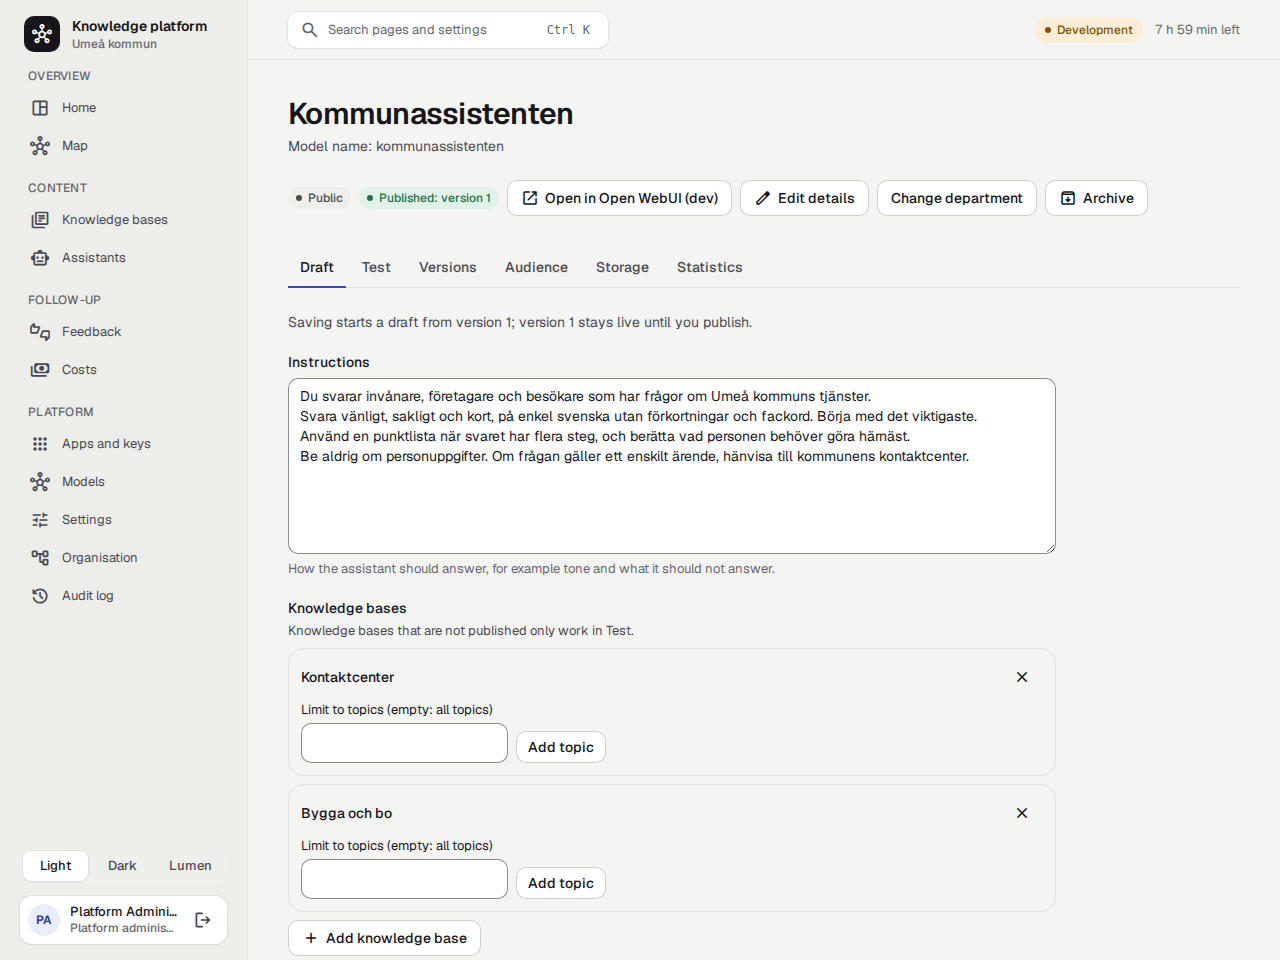 Knowledge platform
Umeå kommun
OVERVIEW
Home
Map
CONTENT
Knowledge bases
Assistants
FOLLOW-UP
Feedback
Costs
PLATFORM
Apps and keys
Models
Settings
Organisation
Audit log
Light Dark Lumen
PA
Platform Admini...
Platform adminis...
Search pages and settings Ctrl K
Development 7 h 59 min left
Kommunassistenten
Model name: kommunassistenten
Public Published: version 1 Open in Open WebUI (dev) Edit details Change department Archive
Draft Test Versions Audience Storage Statistics
Saving starts a draft from version 1; version 1 stays live until you publish.
Instructions
Du svarar invånare, företagare och besökare som har frågor om Umeå kommuns tjänster.
Svara vänligt, sakligt och kort, på enkel svenska utan förkortningar och fackord. Börja med det viktigaste.
Använd en punktlista när svaret har flera steg, och berätta vad personen behöver göra härnäst.
Be aldrig om personuppgifter. Om frågan gäller ett enskilt ärende, hänvisa till kommunens kontaktcenter.
How the assistant should answer, for example tone and what it should not answer.
Knowledge bases
Knowledge bases that are not published only work in Test.
Kontaktcenter
Limit to topics (empty: all topics)
Add topic
Bygga och bo
Limit to topics (empty: all topics)
Add topic
Add knowledge base